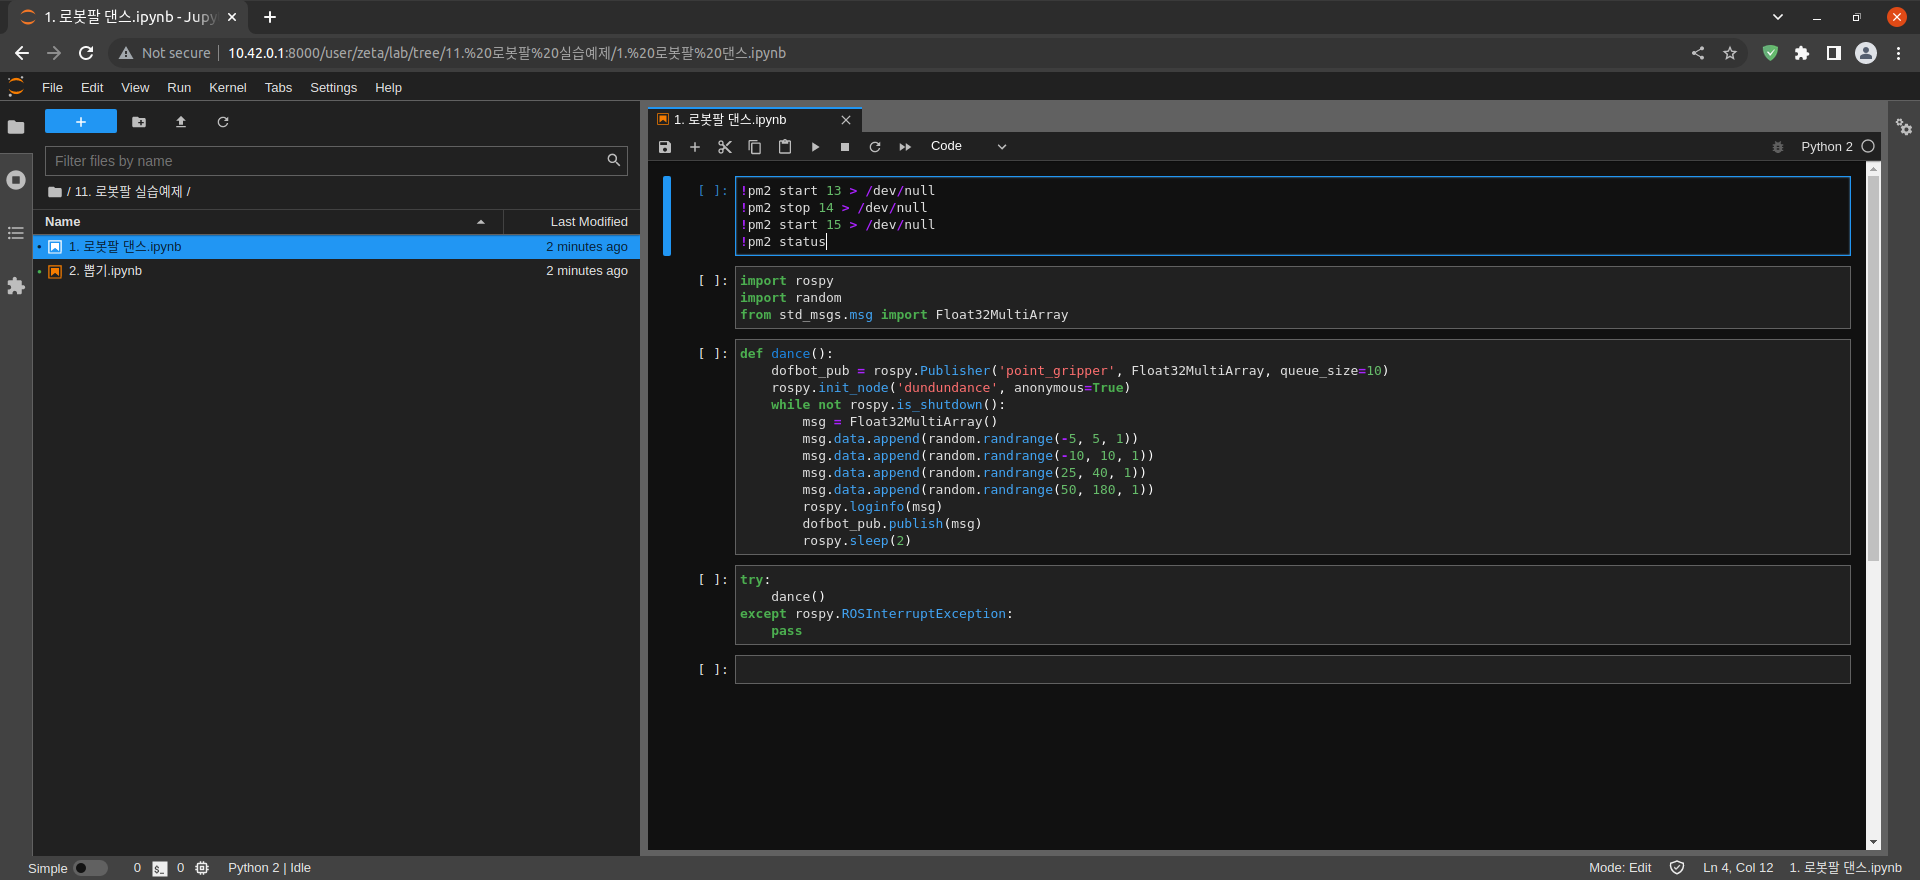 1. 로봇팔 댄스.ipynb - Jupy
Not secure
10.42.0.1:8000/user/zeta/lab/tree/11.%20로봇팔%20실습예제/1.%20로봇팔%20댄스.ipynb
File Edit View Run Kernel Tabs Settings Help
Filter files by name
/ 11. 로봇팔 실습예제 /
Name Last Modified
1. 로봇팔 댄스.ipynb 2 minutes ago
2. 뽑기.ipynb 2 minutes ago
1. 로봇팔 댄스.ipynb
Code
Python 2
[ ]: !pm2 start 13 > /dev/null
!pm2 stop 14 > /dev/null
!pm2 start 15 > /dev/null
!pm2 status
[ ]: import rospy
import random
from std_msgs.msg import Float32MultiArray
[ ]: def dance():
    dofbot_pub = rospy.Publisher('point_gripper', Float32MultiArray, queue_size=10)
    rospy.init_node('dundundance', anonymous=True)
    while not rospy.is_shutdown():
        msg = Float32MultiArray()
        msg.data.append(random.randrange(-5, 5, 1))
        msg.data.append(random.randrange(-10, 10, 1))
        msg.data.append(random.randrange(25, 40, 1))
        msg.data.append(random.randrange(50, 180, 1))
        rospy.loginfo(msg)
        dofbot_pub.publish(msg)
        rospy.sleep(2)
[ ]: try:
    dance()
except rospy.ROSInterruptException:
    pass
[ ]:
Simple 0 $_ 0 Python 2 | Idle
Mode: Edit Ln 4, Col 12 1. 로봇팔 댄스.ipynb